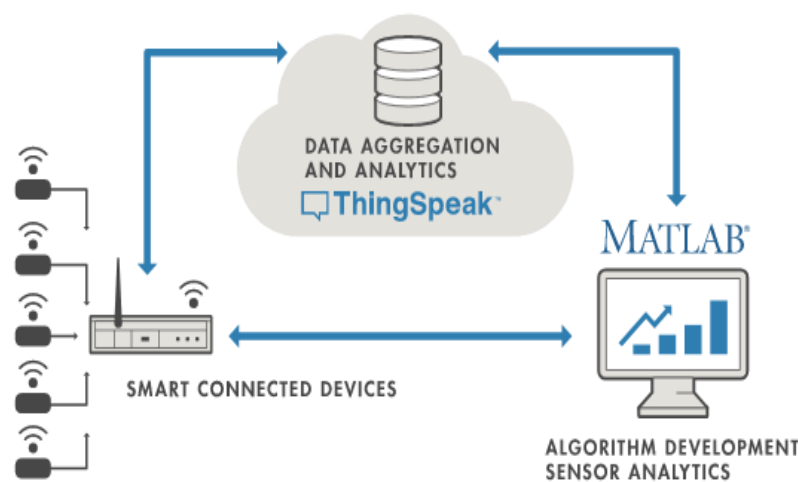 DATA AGGREGATION
AND ANALYTICS
ThingSpeak™
MATLAB®
SMART CONNECTED DEVICES
ALGORITHM DEVELOPMENT
SENSOR ANALYTICS